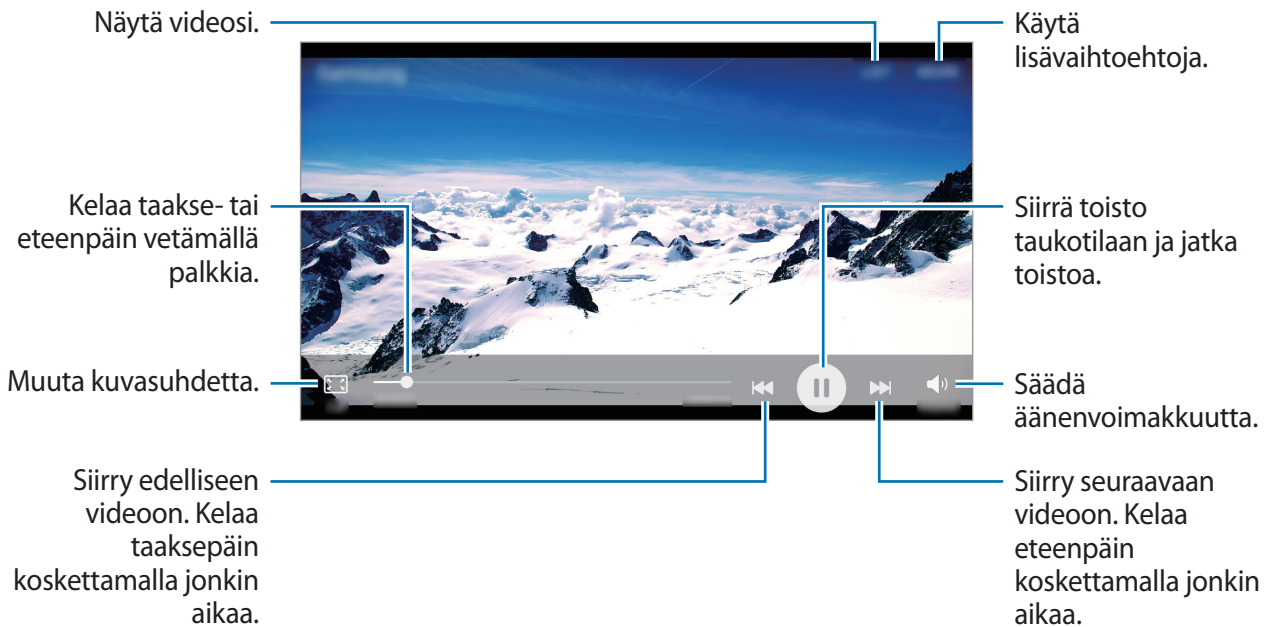 Näytä videosi.
Käytä
lisävaihtoehtoja.
Samsung
Kelaa taakse- tai
eteenpäin vetämällä
palkkia.
Siirrä toisto
taukotilaan ja jatka
toistoa.
Muuta kuvasuhdetta.
Säädä
äänenvoimakkuutta.
Siirry edelliseen
videoon. Kelaa
taaksepäin
koskettamalla jonkin
aikaa.
Siirry seuraavaan
videoon. Kelaa
eteenpäin
koskettamalla jonkin
aikaa.